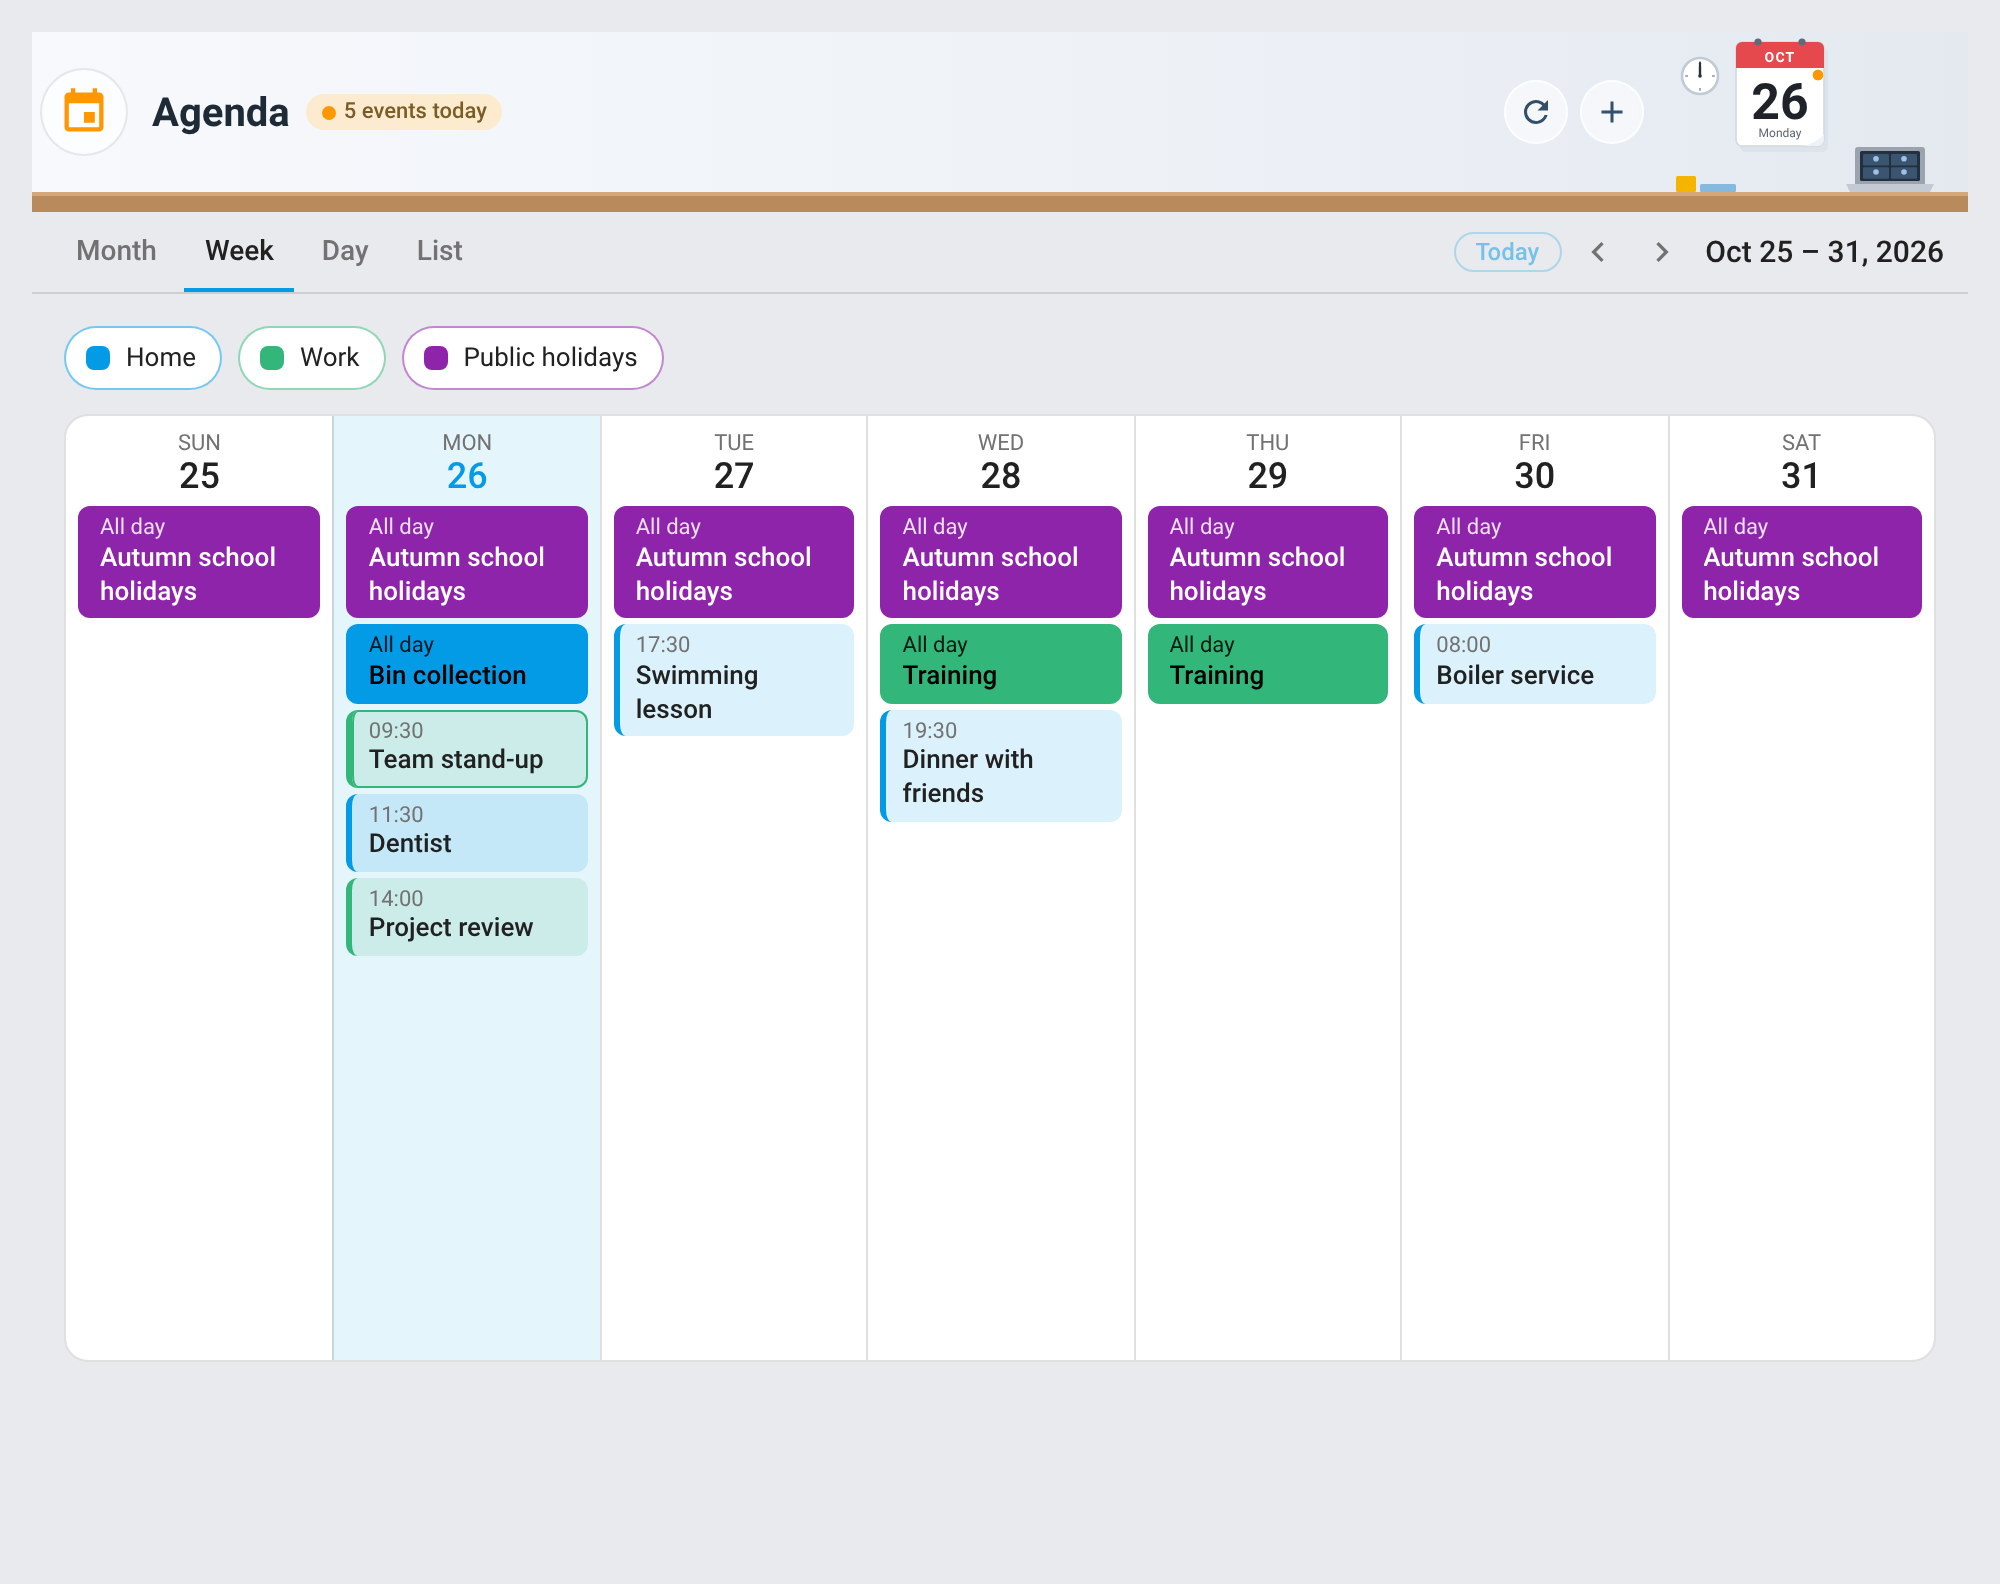 Agenda
5 events today
OCT
26
Monday
Month
Week
Day
List
Today
Oct 25 – 31, 2026
Home
Work
Public holidays
SUN
25
All day
Autumn school
holidays
MON
26
All day
Autumn school
holidays
All day
Bin collection
09:30
Team stand-up
11:30
Dentist
14:00
Project review
TUE
27
All day
Autumn school
holidays
17:30
Swimming
lesson
WED
28
All day
Autumn school
holidays
All day
Training
19:30
Dinner with
friends
THU
29
All day
Autumn school
holidays
All day
Training
FRI
30
All day
Autumn school
holidays
08:00
Boiler service
SAT
31
All day
Autumn school
holidays